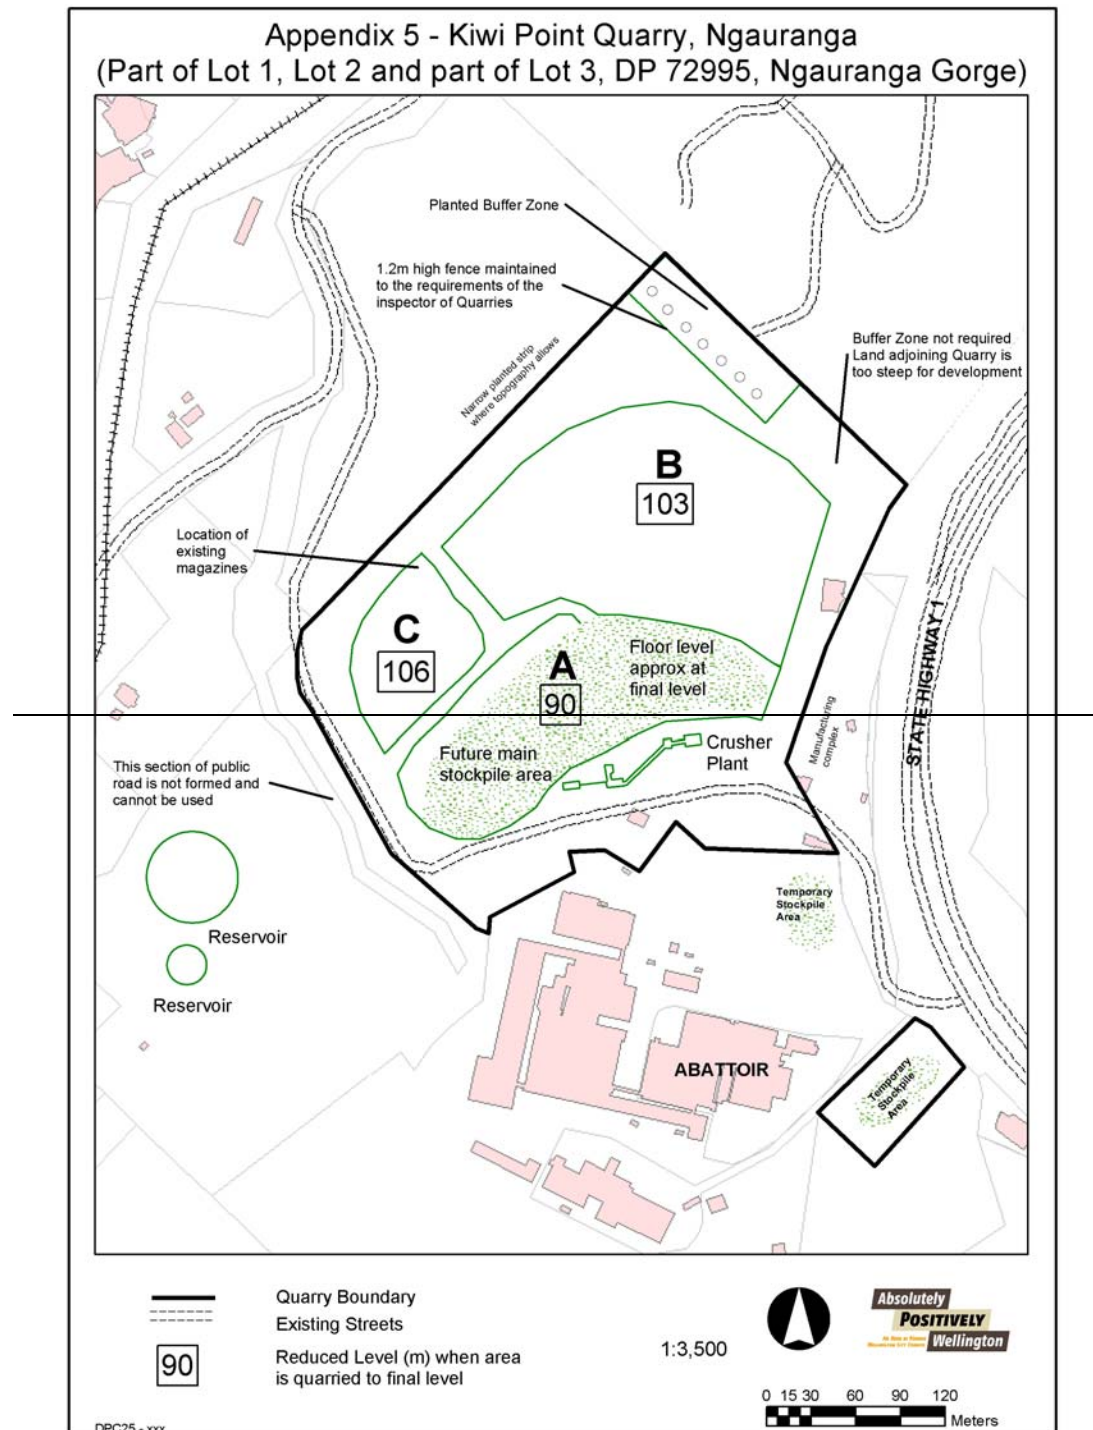 Appendix 5 - Kiwi Point Quarry, Ngauranga
(Part of Lot 1, Lot 2 and part of Lot 3, DP 72995, Ngauranga Gorge)
Planted Buffer Zone
1.2m high fence maintained
to the requirements of the
inspector of Quarries
Narrow planted strip
where topography allows
Buffer Zone not required
Land adjoining Quarry is
too steep for development
B
103
Location of
existing
magazines
C
106
A
90
Floor level
approx at
final level
STATE HIGHWAY 1
Manufacturing
complex
Future main
stockpile area
Crusher
Plant
This section of public
road is not formed and
cannot be used
Reservoir
Reservoir
Temporary
Stockpile
Area
ABATTOIR
Temporary
Stockpile
Area
Quarry Boundary
Existing Streets
90
Reduced Level (m) when area
is quarried to final level
1:3,500
Absolutely
POSITIVELY
Wellington
0 15 30 60 90 120
Meters
DPC25 - xxx